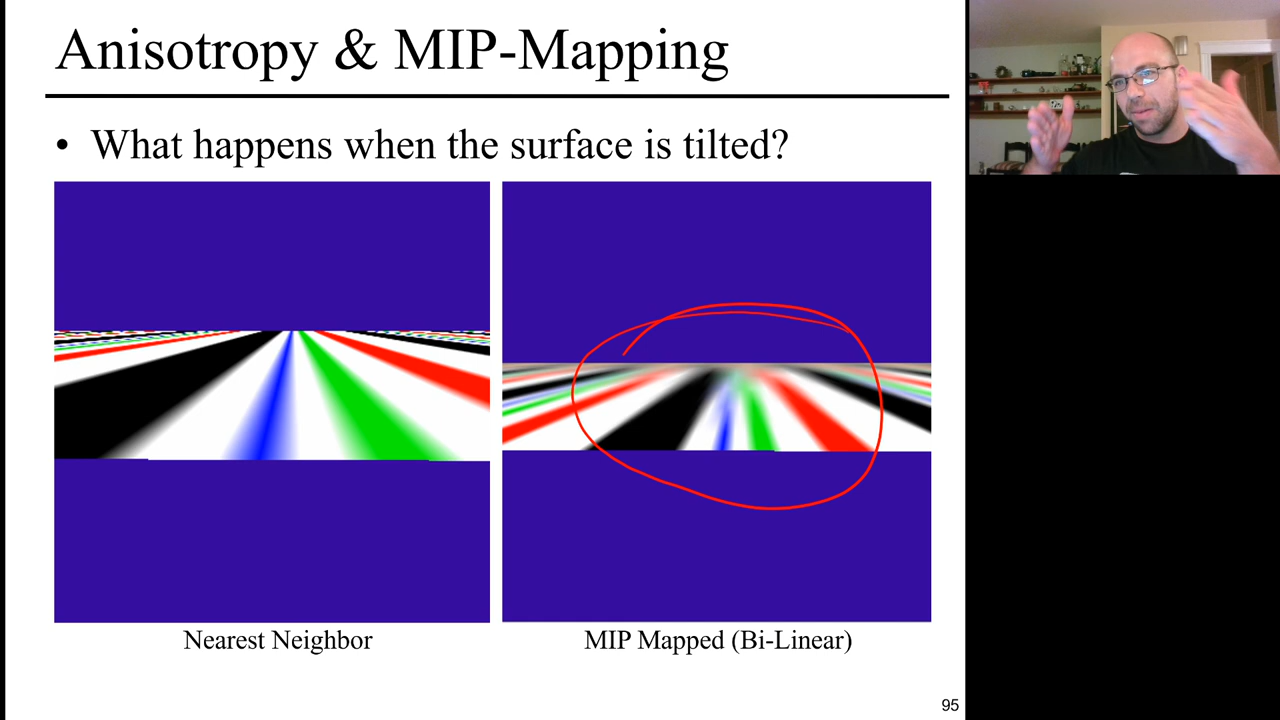 Anisotropy & MIP-Mapping
• What happens when the surface is tilted?
Nearest Neighbor
MIP Mapped (Bi-Linear)
95